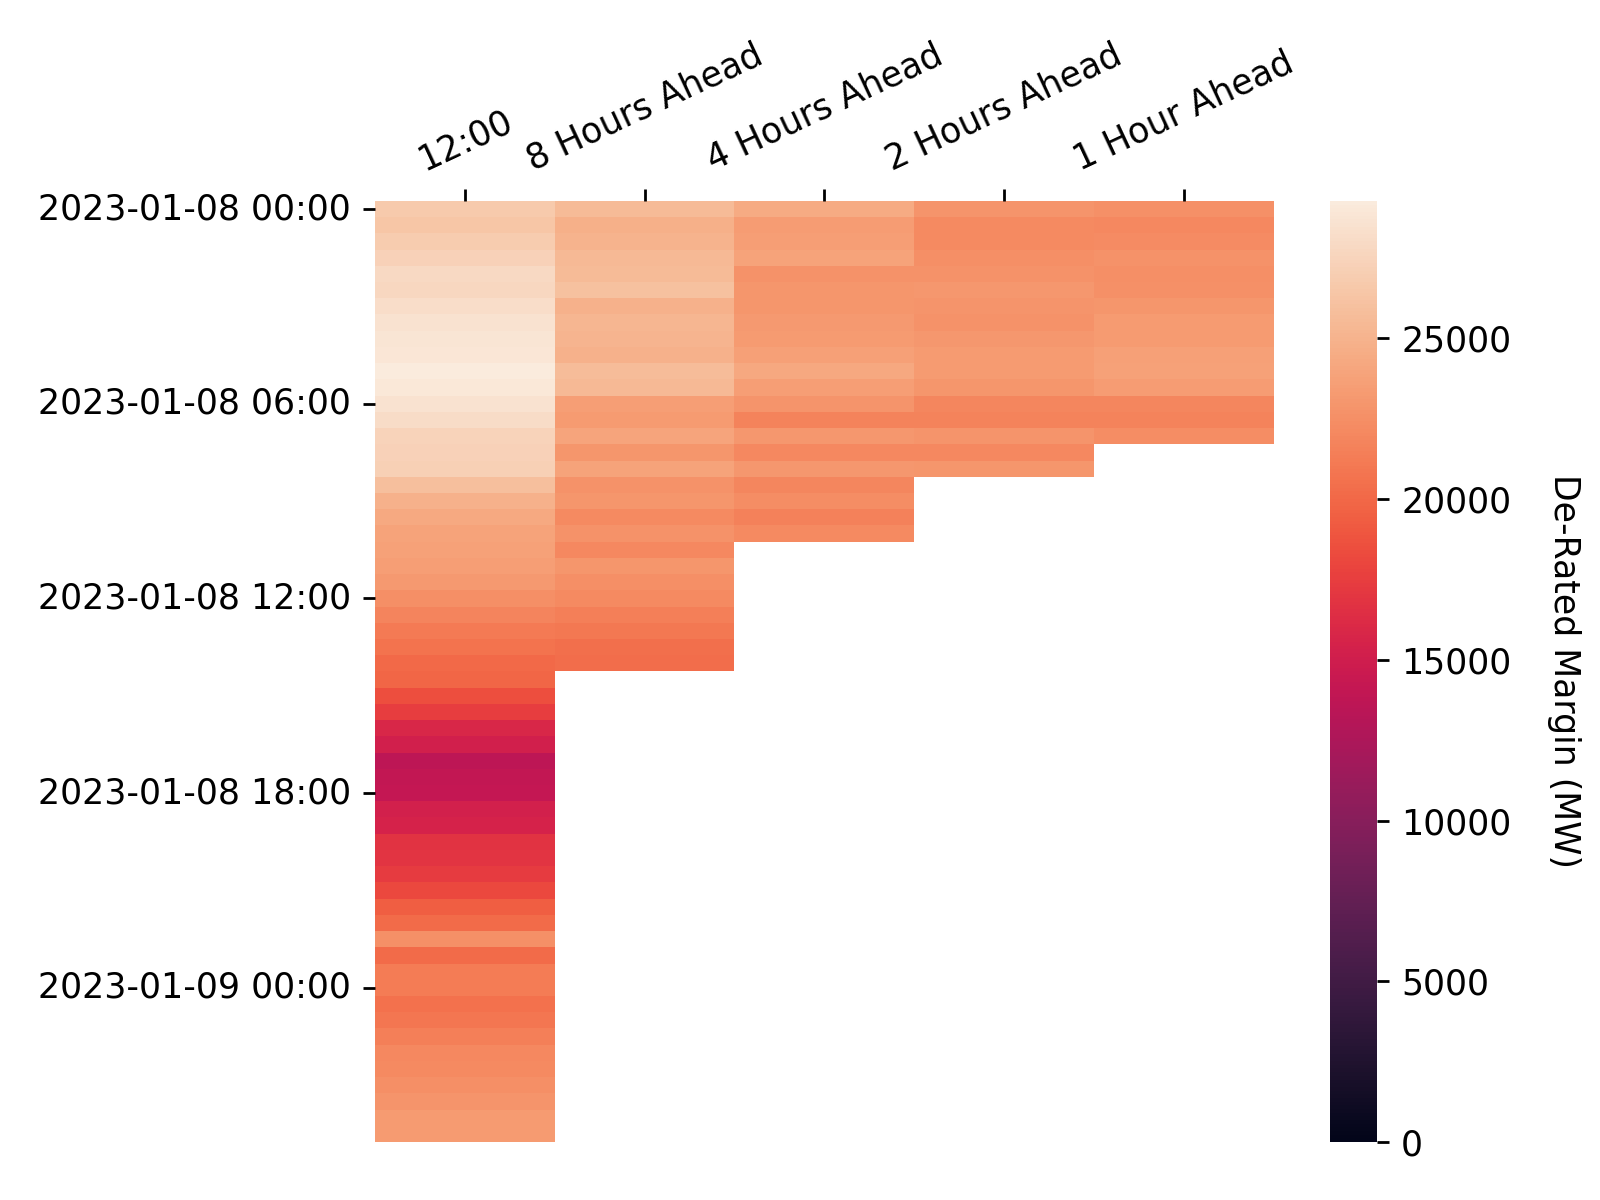 12:00
8 Hours Ahead
4 Hours Ahead
2 Hours Ahead
1 Hour Ahead
2023-01-08 00:00
2023-01-08 06:00
2023-01-08 12:00
2023-01-08 18:00
2023-01-09 00:00
25000
20000
15000
10000
5000
0
De-Rated Margin (MW)